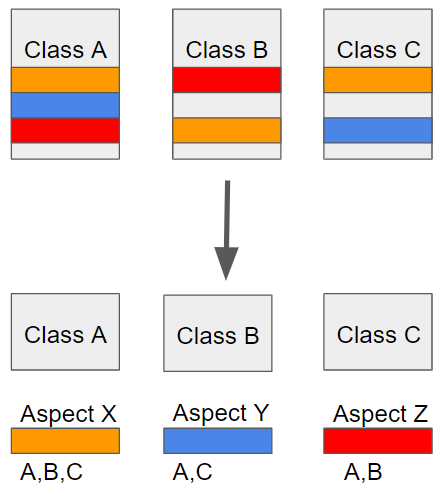 Class A
Class B
Class C
Class A
Class B
Class C
Aspect X
Aspect Y
Aspect Z
A,B,C
A,C
A,B